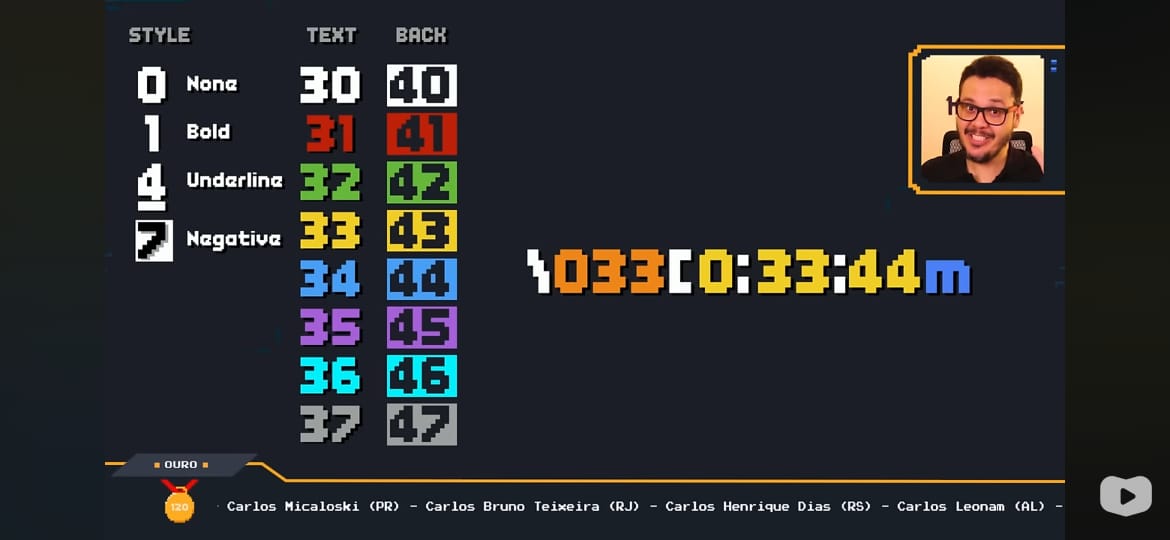 STYLE TEXT BACK
0 None 30 40
1 Bold 31 41
4 Underline 32 42
7 Negative 33 43
34 44
35 45
36 46
37 47
\033[0:33:44m
OURO
120
Carlos Micaloski (PR) - Carlos Bruno Teixeira (RJ) - Carlos Henrique Dias (RS) - Carlos Leonam (AL) -